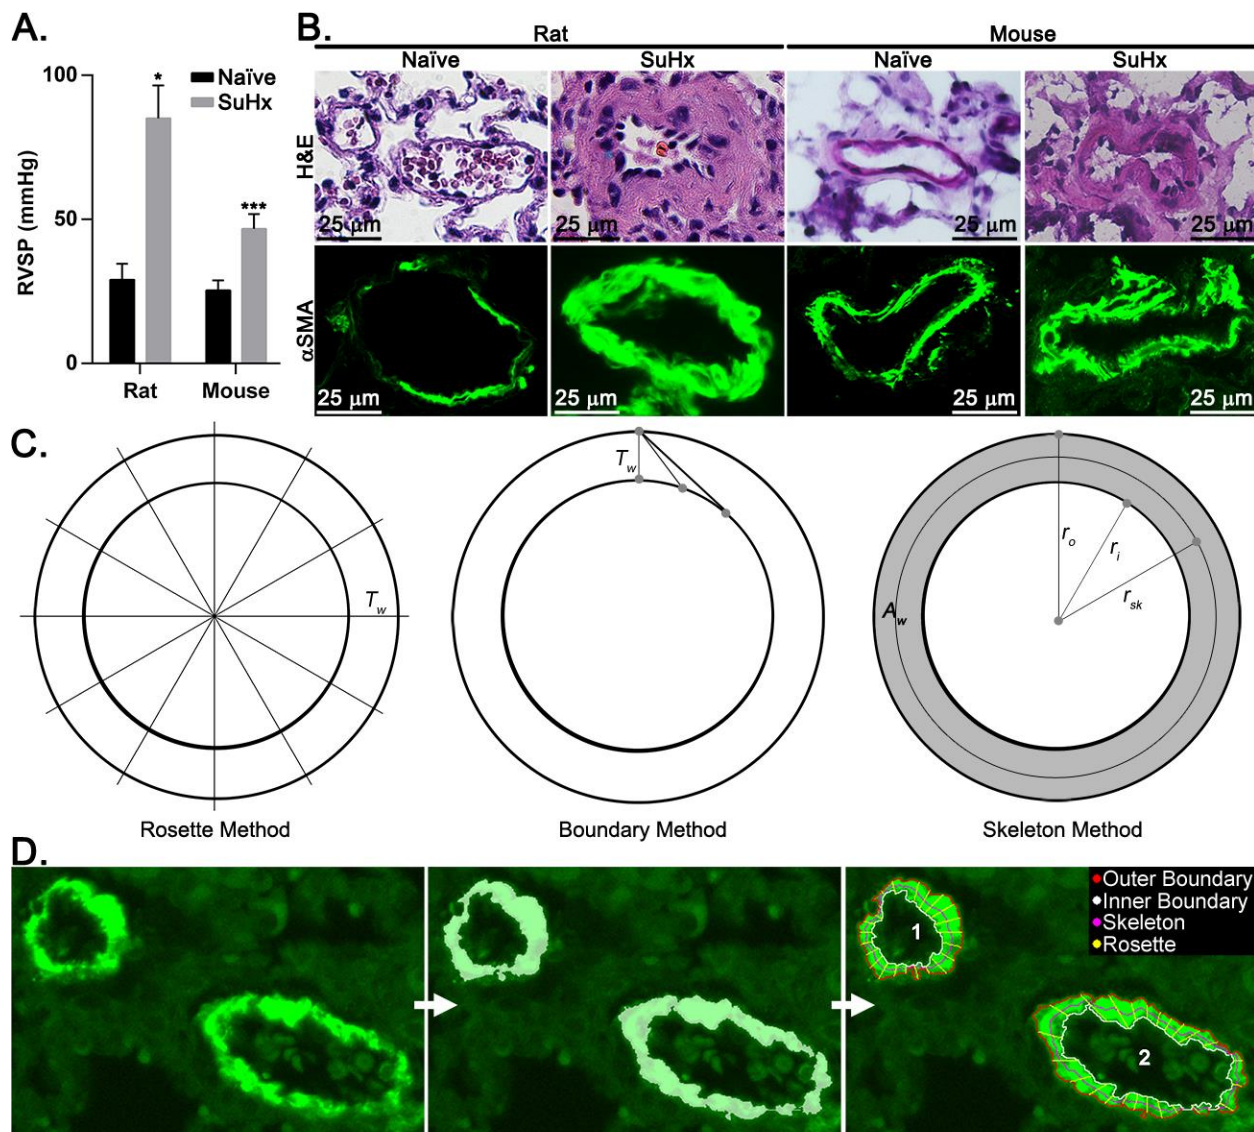 A.
100
50
0
RVSP (mmHg)
Naïve
SuHx
*
***
Rat
Mouse
B.
Rat
Mouse
Naïve
SuHx
Naïve
SuHx
H&E
25 µm
25 µm
25 µm
25 µm
αSMA
25 µm
25 µm
25 µm
25 µm
C.
Tw
Rosette Method
Tw
Boundary Method
ro
ri
rsk
Aw
Skeleton Method
D.
Outer Boundary
Inner Boundary
Skeleton
Rosette
1
2